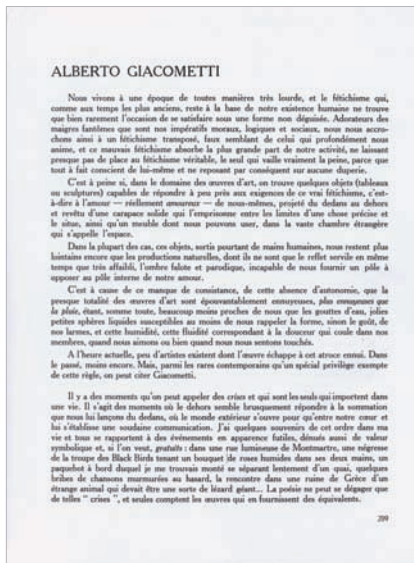 ALBERTO GIACOMETTI
Nous vivons à une époque de toutes manières très lourde, et le fétichisme qui,
comme aux temps les plus anciens, reste à la base de notre existence humaine ne trouve
que bien rarement l'occasion de se satisfaire sous une forme non déguisée. Adorateurs des
maigres fantômes que sont nos impératifs moraux, logiques et sociaux, nous nous accro-
chons ainsi à un fétichisme transposé, faux semblant de celui qui profondément nous
anime, et ce mauvais fétichisme absorbe la plus grande part de notre activité, ne laissant
presque pas de place au fétichisme véritable, le seul qui vaille vraiment la peine, parce que
tout à fait conscient de lui-même et ne reposant par conséquent sur aucune duperie.
C'est à peine si, dans le domaine des œuvres d'art, on trouve quelques objets (tableaux
ou sculptures) capables de répondre à peu près aux exigences de ce vrai fétichisme, c'est-
à-dire à l'amour — réellement amoureux — de nous-mêmes, projeté du dedans au dehors
et revêtu d'une carapace solide qui l'emprisonne entre les limites d'une chose précise et
le situe, ainsi qu'un meuble dont nous pouvons user, dans la vaste chambre étrangère
qui s'appelle l'espace.
Dans la plupart des cas, ces objets, sortis pourtant de mains humaines, nous restent plus
lointains encore que les productions naturelles, dont ils ne sont que le reflet servile en même
temps que très affaibli, l'ombre falote et parodique, incapable de nous fournir un pôle à
opposer au pôle interne de notre amour.
C'est à cause de ce manque de consistance, de cette absence d'autonomie, que la
presque totalité des œuvres d'art sont épouvantablement ennuyeuses, plus ennuyeuses que
la pluie, étant, somme toute, beaucoup moins proches de nous que les gouttes d'eau, jolies
petites sphères liquides susceptibles au moins de nous rappeler la forme, sinon le goût, de
nos larmes, et cette humidité, cette fluidité correspondant à la douceur qui coule dans nos
membres, quand nous aimons ou bien quand nous nous sentons touchés.
A l'heure actuelle, peu d'artistes existent dont l'œuvre échappe à cet atroce ennui. Dans
le passé, moins encore. Mais, parmi les rares contemporains qu'un spécial privilège exempte
de cette règle, on peut citer Giacometti.
Il y a des moments qu'on peut appeler des crises et qui sont les seuls qui importent dans
une vie. Il s'agit des moments où le dehors semble brusquement répondre à la sommation
que nous lui lançons du dedans, où le monde extérieur s'ouvre pour qu'entre notre cœur et
lui s'établisse une soudaine communication. J'ai quelques souvenirs de cet ordre dans ma
vie et tous se rapportent à des événements en apparence futiles, dénués aussi de valeur
symbolique et, si l'on veut, gratuits : dans une rue lumineuse de Montmartre, une négresse
de la troupe des Black Birds tenant un bouquet de roses humides dans ses deux mains, un
paquebot à bord duquel je me trouvais monté se séparant lentement d'un quai, quelques
bribes de chansons murmurées au hasard, la rencontre dans une ruine de Grèce d'un
étrange animal qui devait être une sorte de lézard géant... La poésie ne peut se dégager que
de telles " crises ", et seules comptent les œuvres qui en fournissent des équivalents.
209